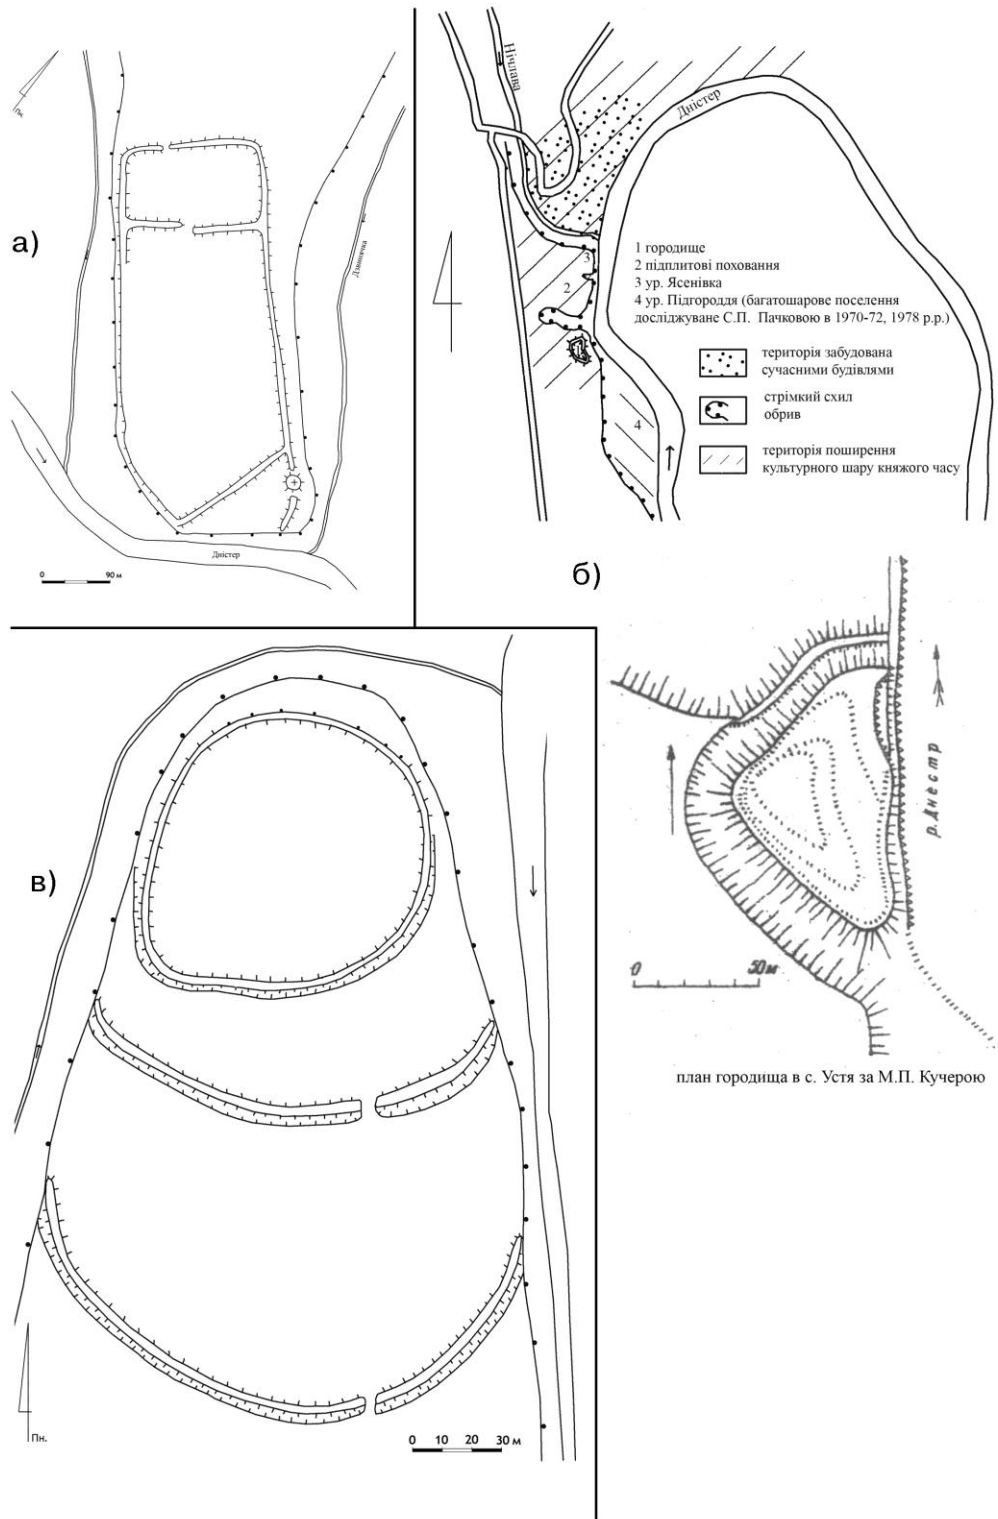 а)
Пн.
Дзвинячка
Дністер
0 90 м
Нічлава
Дністер
3
2
1
4
1 городище
2 підплитові поховання
3 ур. Ясенівка
4 ур. Підгороддя (багатошарове поселення
досліджуване С.П. Пачковою в 1970-72, 1978 р.р.)
територія забудована
сучасними будівлями
стрімкий схил
обрив
територія поширення
культурного шару княжого часу
б)
р. Днестр
0 50м
план городища в с. Устя за М.П. Кучерою
в)
Пн.
0 10 20 30 м